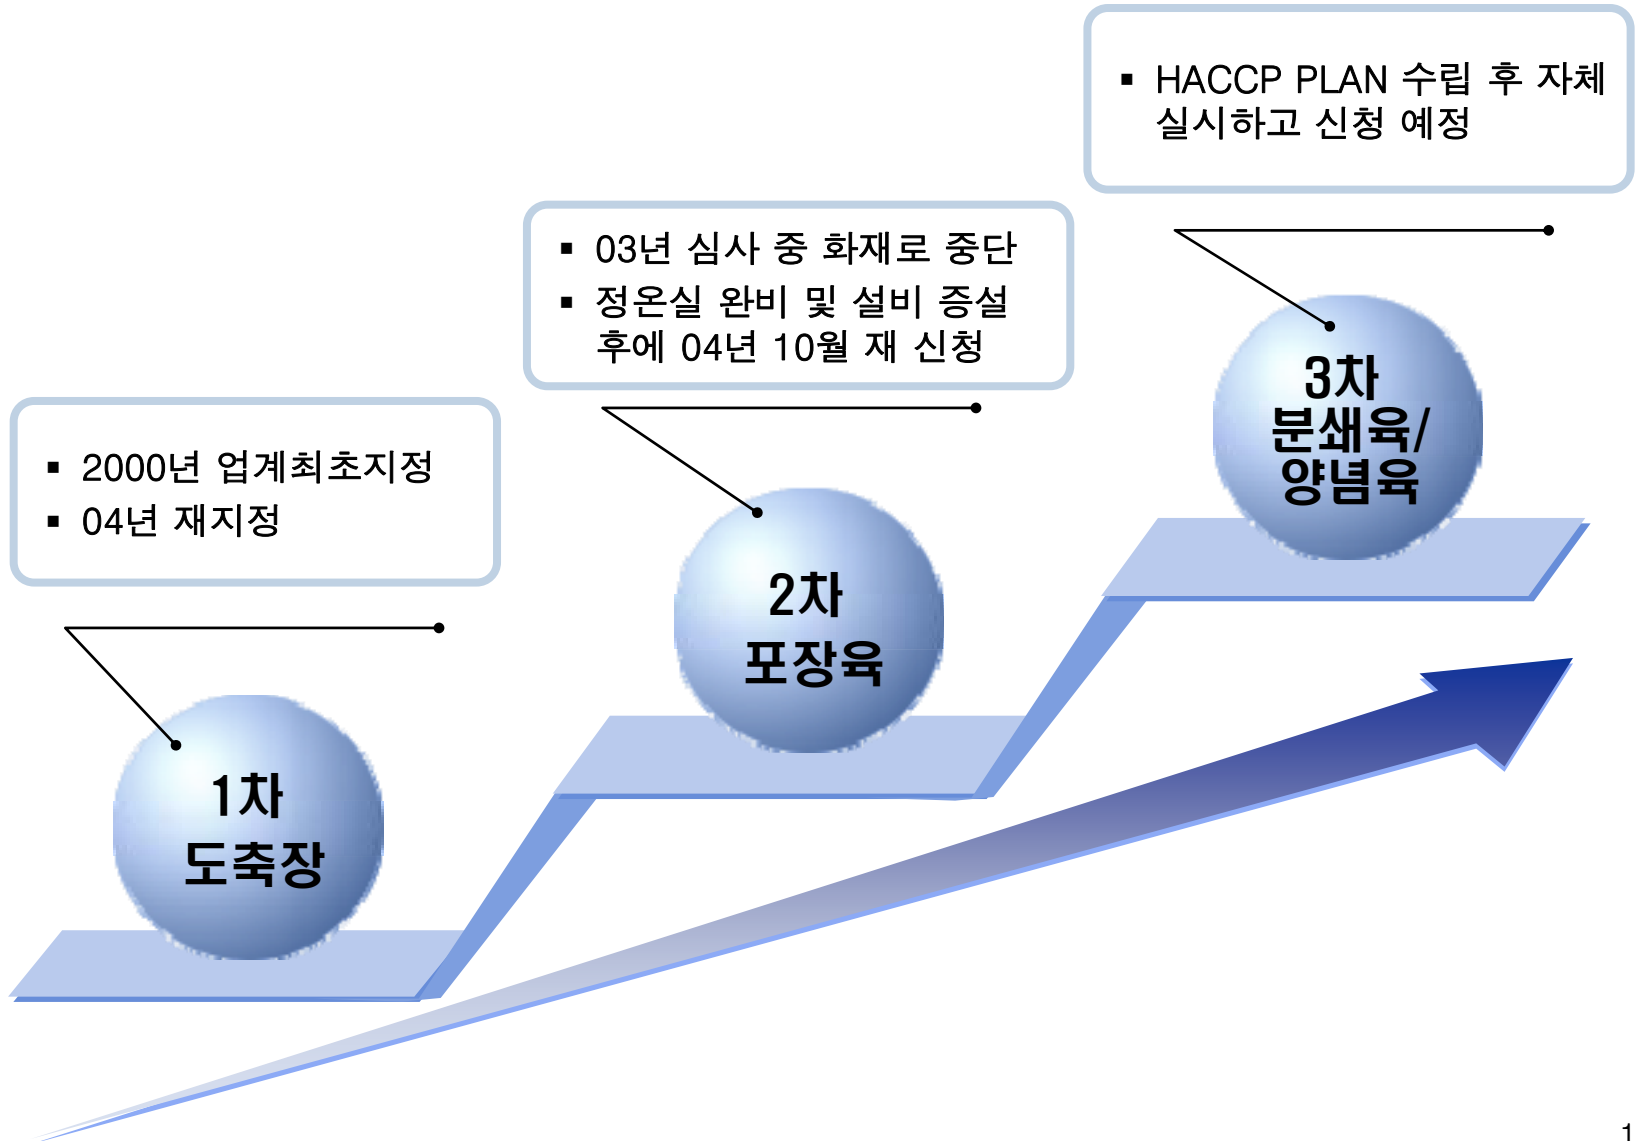 ▪ HACCP PLAN 수립 후 자체
실시하고 신청 예정
▪ 03년 심사 중 화재로 중단
▪ 정온실 완비 및 설비 증설
후에 04년 10월 재 신청
▪ 2000년 업계최초지정
▪ 04년 재지정
3차
분쇄육/
양념육
2차
포장육
1차
도축장
1